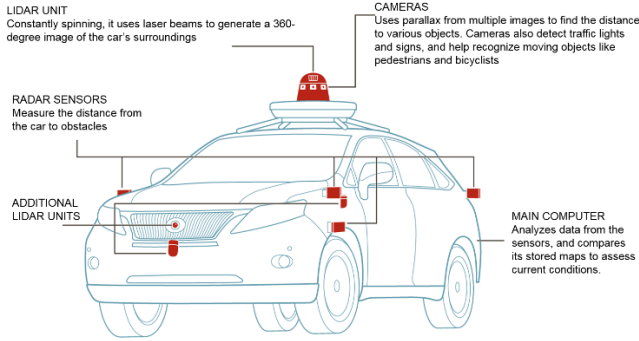 LIDAR UNIT
Constantly spinning, it uses laser beams to generate a 360-
degree image of the car's surroundings
CAMERAS
Uses parallax from multiple images to find the distance
to various objects. Cameras also detect traffic lights
and signs, and help recognize moving objects like
pedestrians and bicyclists
RADAR SENSORS
Measure the distance from
the car to obstacles
ADDITIONAL
LIDAR UNITS
MAIN COMPUTER
Analyzes data from the
sensors, and compares
its stored maps to assess
current conditions.